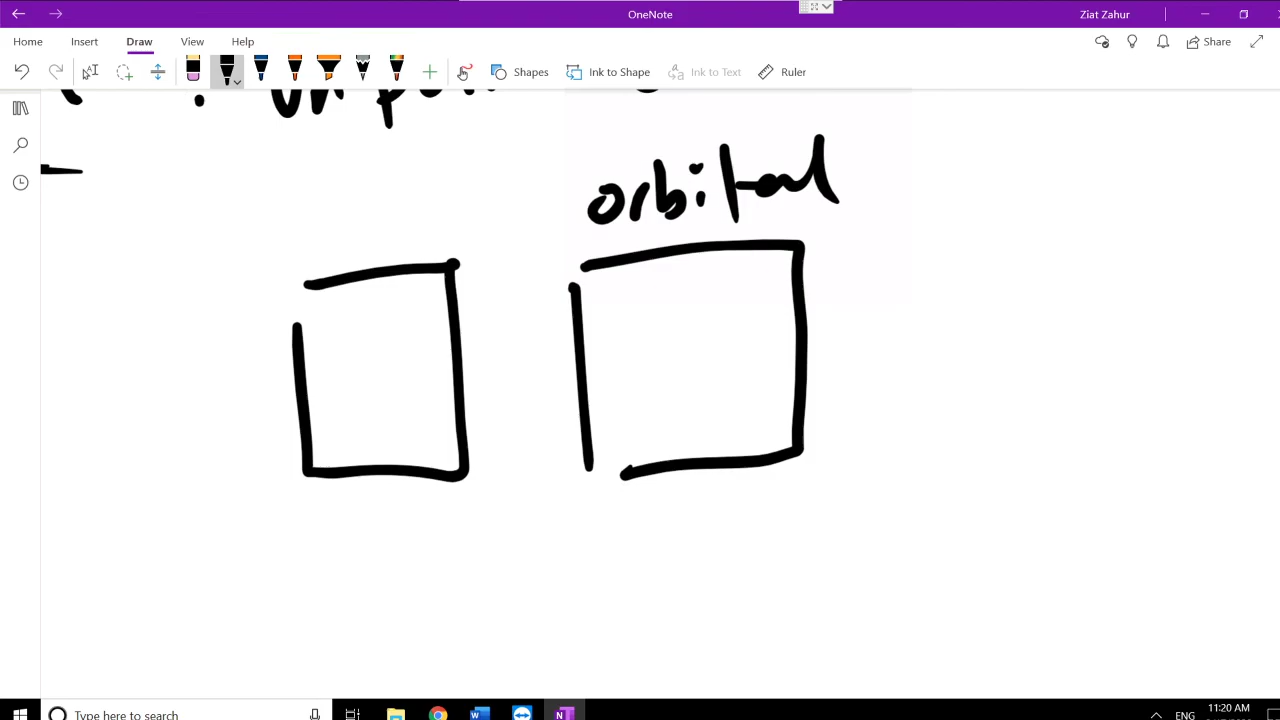 OneNote
Ziat Zahur
Home
Insert
Draw
View
Help
Share
Shapes
Ink to Shape
Ink to Text
Ruler
orbital
Type here to search
ENG
11:20 AM